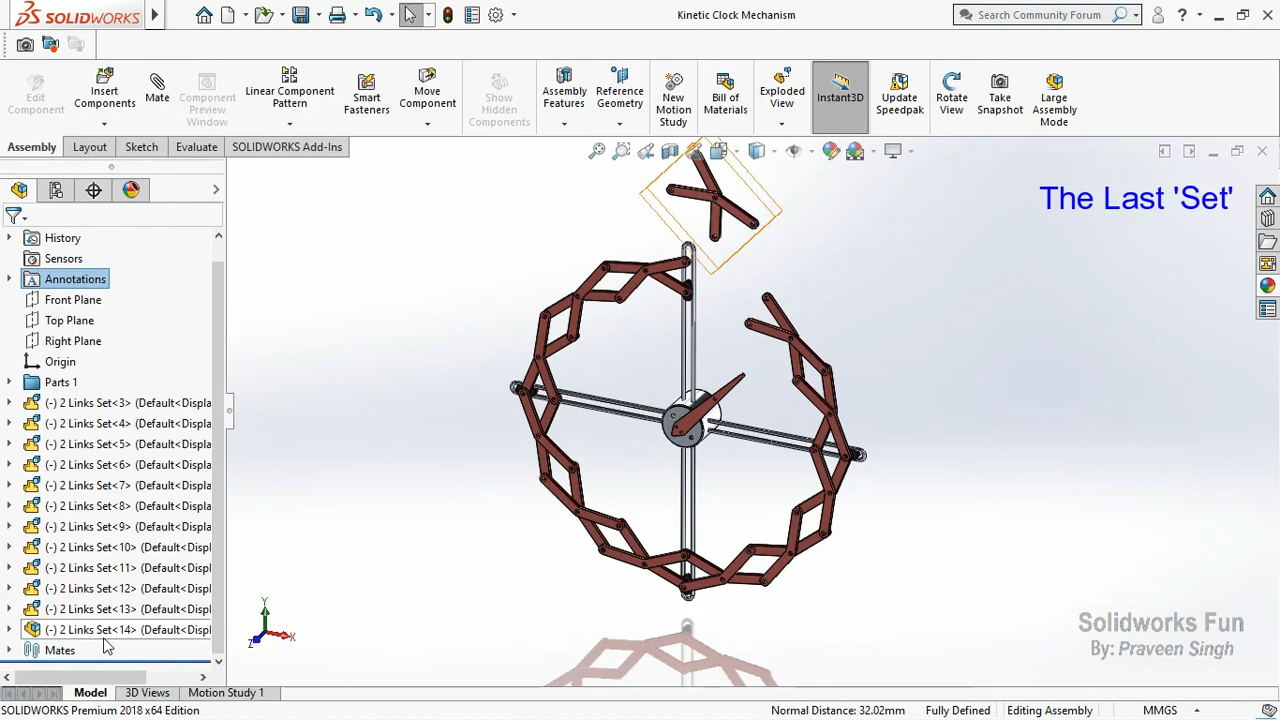 SOLIDWORKS
Kinetic Clock Mechanism
Search Community Forum
?
Edit Component
Insert Components
Mate
Component Preview Window
Linear Component Pattern
Smart Fasteners
Move Component
Show Hidden Components
Assembly Features
Reference Geometry
New Motion Study
Bill of Materials
Exploded View
Instant3D
Update Speedpak
Rotate View
Take Snapshot
Large Assembly Mode
Assembly
Layout
Sketch
Evaluate
SOLIDWORKS Add-Ins
The Last 'Set'
History
Sensors
Annotations
Front Plane
Top Plane
Right Plane
Origin
Parts 1
(-) 2 Links Set<3> (Default<Displ
(-) 2 Links Set<4> (Default<Displ
(-) 2 Links Set<5> (Default<Displ
(-) 2 Links Set<6> (Default<Displ
(-) 2 Links Set<7> (Default<Displ
(-) 2 Links Set<8> (Default<Displ
(-) 2 Links Set<9> (Default<Displ
(-) 2 Links Set<10> (Default<Displ
(-) 2 Links Set<11> (Default<Displ
(-) 2 Links Set<12> (Default<Displ
(-) 2 Links Set<13> (Default<Displ
(-) 2 Links Set<14> (Default<Displ
Mates
Y
X
Z
Solidworks Fun
By: Praveen Singh
Model
3D Views
Motion Study 1
SOLIDWORKS Premium 2018 x64 Edition
Normal Distance: 32.02mm
Fully Defined
Editing Assembly
MMGS